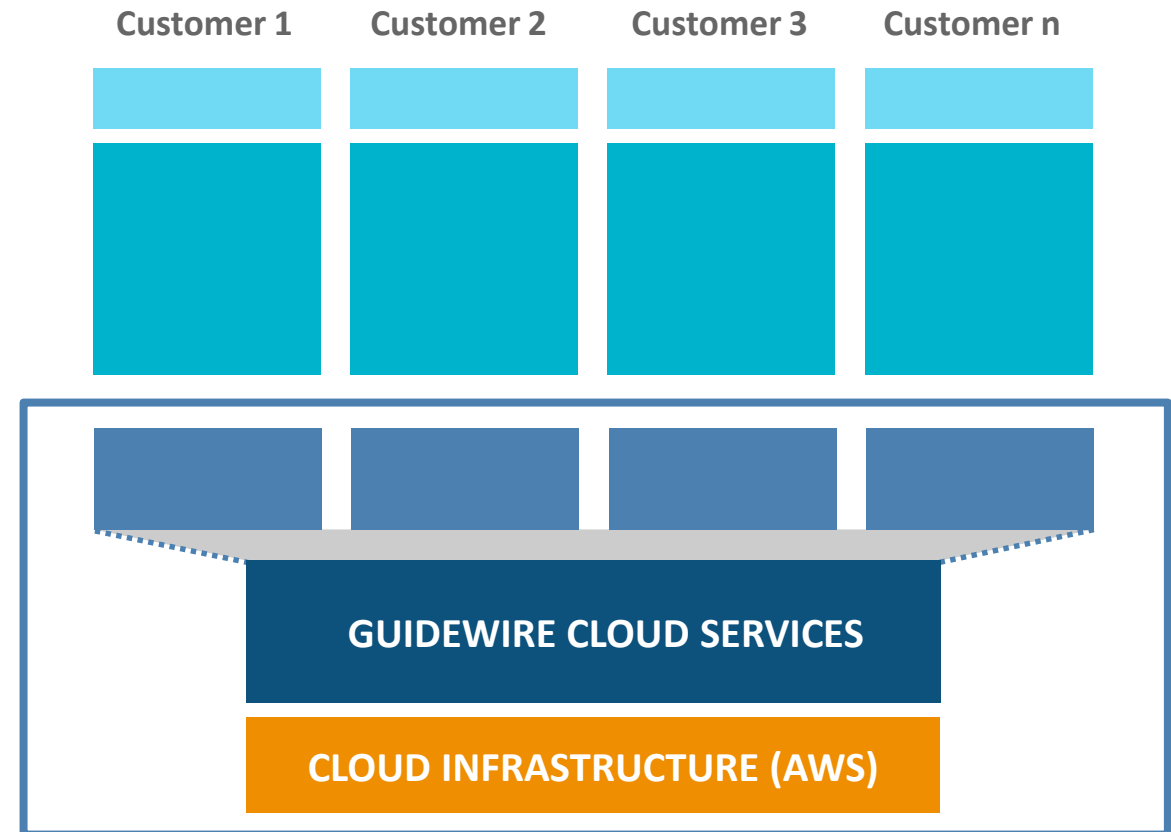 Customer 1 Customer 2 Customer 3 Customer n
GUIDEWIRE CLOUD SERVICES
CLOUD INFRASTRUCTURE (AWS)